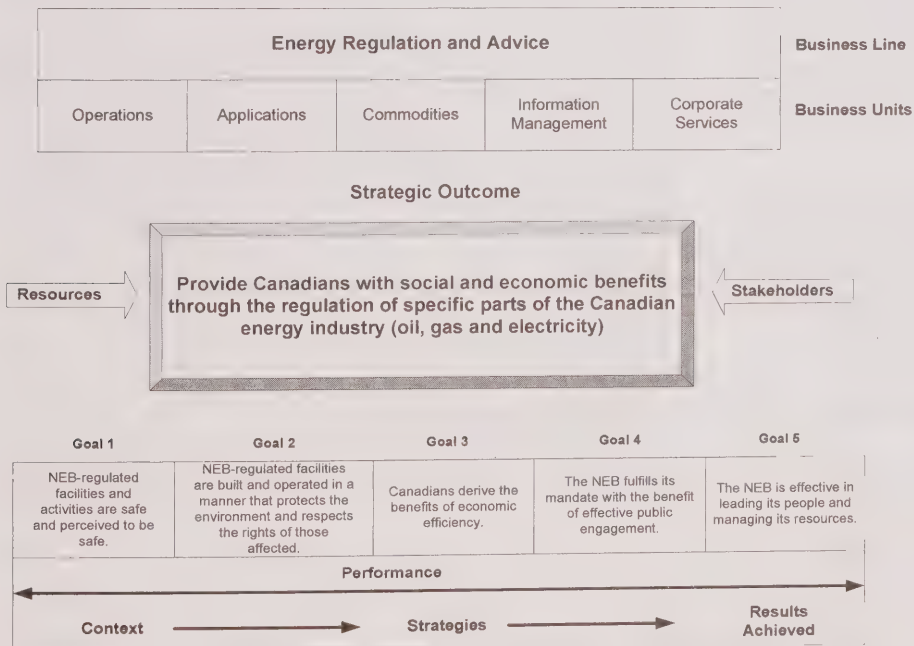 Energy Regulation and Advice
Business Line
Operations
Applications
Commodities
Information
Management
Corporate
Services
Business Units
Strategic Outcome
Resources
Provide Canadians with social and economic benefits
through the regulation of specific parts of the Canadian
energy industry (oil, gas and electricity)
Stakeholders
Goal 1
NEB-regulated
facilities and
activities are safe
and perceived to be
safe.
Goal 2
NEB-regulated facilities
are built and operated in
a manner that protects the
environment and respects
the rights of those
affected.
Goal 3
Canadians derive the
benefits of economic
efficiency.
Goal 4
The NEB fulfills its
mandate with the benefit
of effective public
engagement.
Goal 5
The NEB is effective in
leading its people and
managing its resources.
Performance
Context
Strategies
Results
Achieved